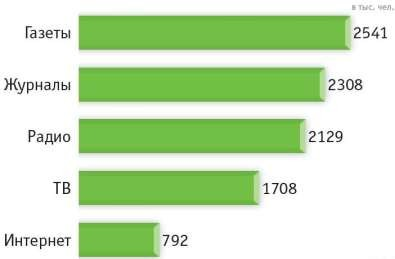 в тыс. чел.
Газеты 2541
Журналы 2308
Радио 2129
ТВ 1708
Интернет 792